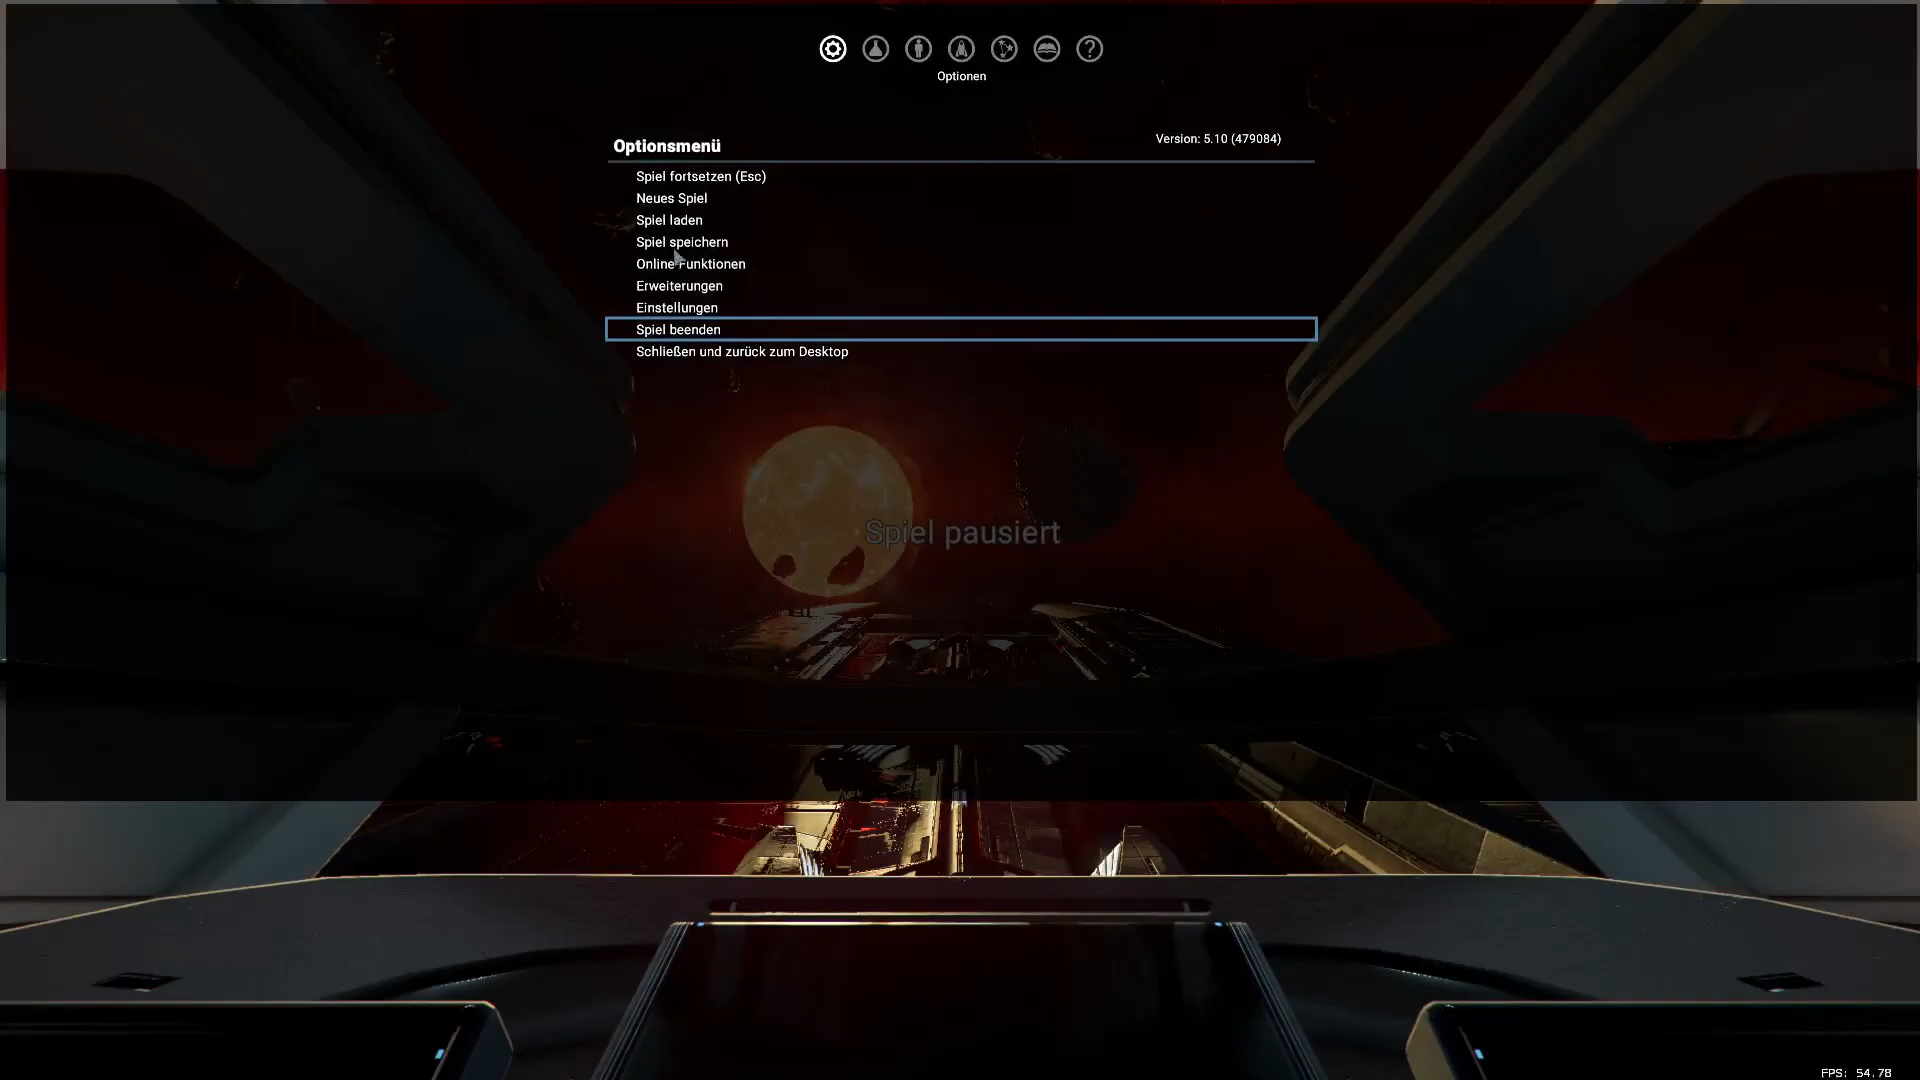 Optionen
Optionsmenü
Version: 5.10 (479084)
Spiel fortsetzen (Esc)
Neues Spiel
Spiel laden
Spiel speichern
Online Funktionen
Erweiterungen
Einstellungen
Spiel beenden
Schließen und zurück zum Desktop
Spiel pausiert
FPS: 54.78